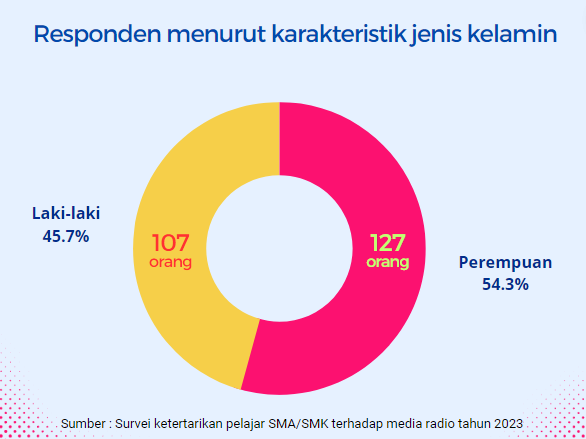 Responden menurut karakteristik jenis kelamin
Laki-laki
45.7%
107
orang
127
orang
Perempuan
54.3%
Sumber : Survei ketertarikan pelajar SMA/SMK terhadap media radio tahun 2023